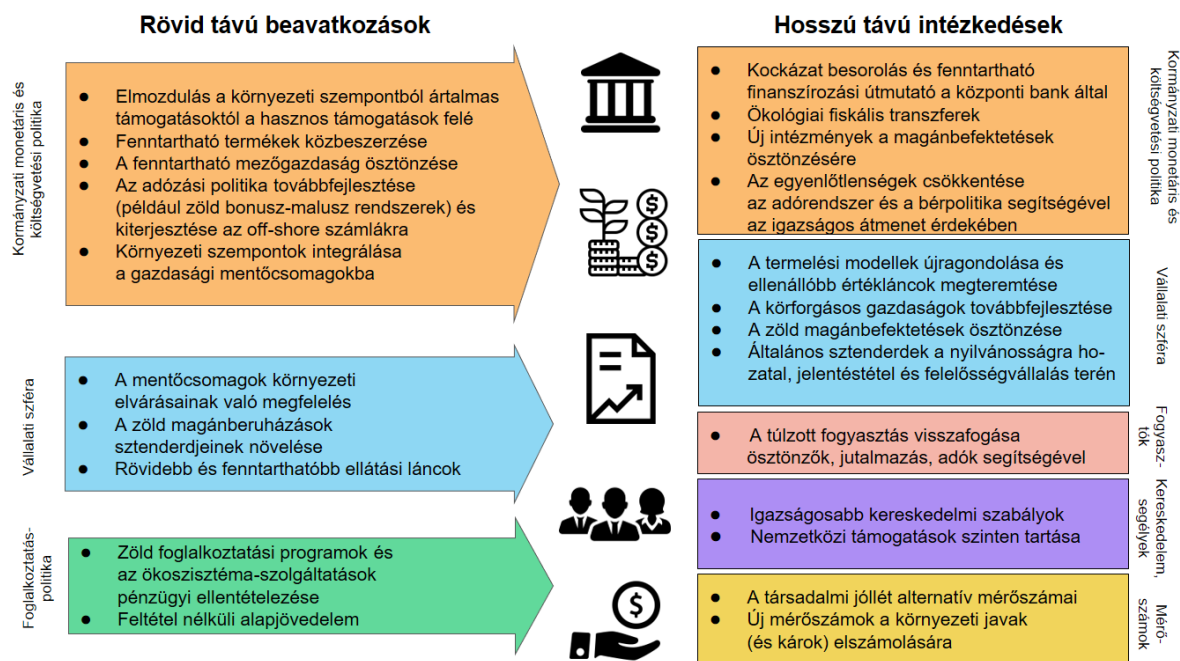 Rövid távú beavatkozások
Kormányzati monetáris és
költségvetési politika
● Elmozdulás a környezeti szempontból ártalmas
támogatásoktól a hasznos támogatások felé
● Fenntartható termékek közbeszerzése
● A fenntartható mezőgazdaság ösztönzése
● Az adózási politika továbbfejlesztése
(például zöld bonusz-malusz rendszerek) és
kiterjesztése az off-shore számlákra
● Környezeti szempontok integrálása
a gazdasági mentőcsomagokba
Vállalati szféra
● A mentőcsomagok környezeti
elvárásainak való megfelelés
● A zöld magánberuházások
sztenderdjeinek növelése
● Rövidebb és fenntarthatóbb ellátási láncok
Foglalkoztatás-
politika
● Zöld foglalkoztatási programok és
az ökoszisztéma-szolgáltatások
pénzügyi ellentételezése
● Feltétel nélküli alapjövedelem
$
$
$
$
Hosszú távú intézkedések
● Kockázat besorolás és fenntartható
finanszírozási útmutató a központi bank által
● Ökológiai fiskális transzferek
● Új intézmények a magánbefektetések
ösztönzésére
● Az egyenlőtlenségek csökkentése
az adórendszer és a bérpolitika segítségével
az igazságos átmenet érdekében
Kormányzati monetáris és
költségvetési politika
● A termelési modellek újragondolása és
ellenállóbb értékláncok megteremtése
● A körforgásos gazdaságok továbbfejlesztése
● A zöld magánbefektetések ösztönzése
● Általános sztenderdek a nyilvánosságra ho-
zatal, jelentéstétel és felelősségvállalás terén
Vállalati szféra
● A túlzott fogyasztás visszafogása
ösztönzők, jutalmazás, adók segítségével
Fogyasz-
tók
● Igazságosabb kereskedelmi szabályok
● Nemzetközi támogatások szinten tartása
Kereskedelem,
segélyek
● A társadalmi jóllét alternatív mérőszámai
● Új mérőszámok a környezeti javak
(és károk) elszámolására
Mérő-
számok